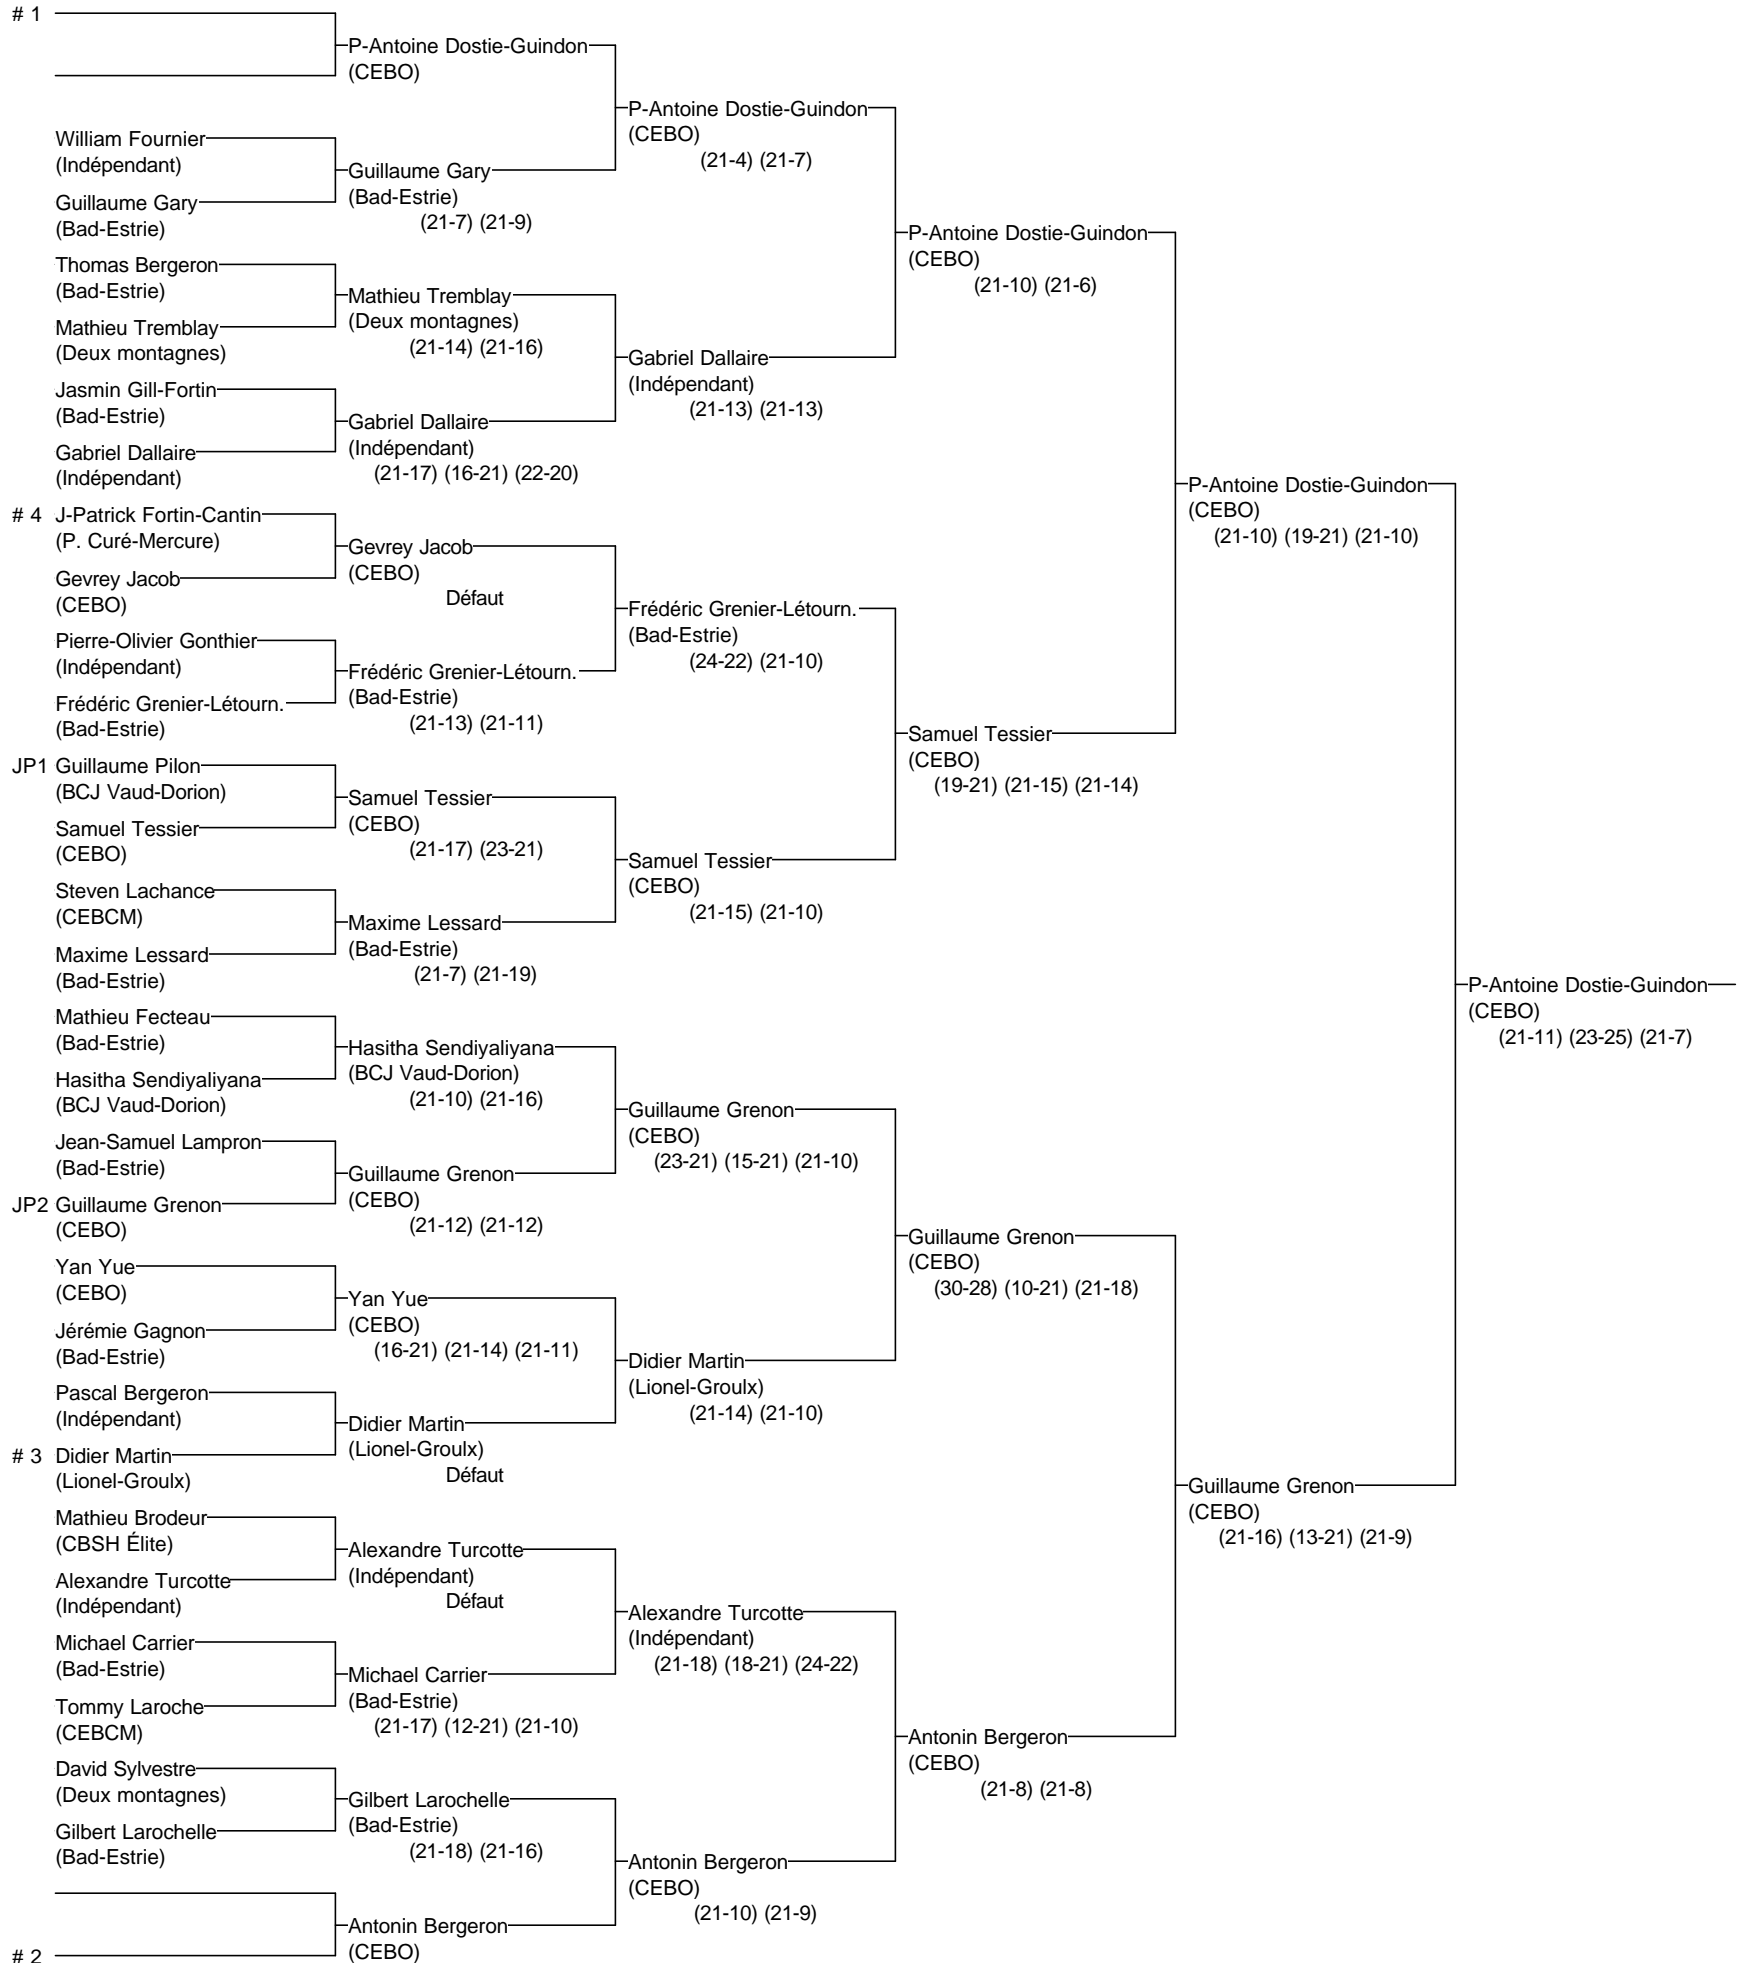 # 1
P-Antoine Dostie-Guindon
(CEBO)
William Fournier
(Indépendant)
Guillaume Gary
(Bad-Estrie)
Guillaume Gary
(Bad-Estrie)
(21-7) (21-9)
P-Antoine Dostie-Guindon
(CEBO)
(21-4) (21-7)
Thomas Bergeron
(Bad-Estrie)
Mathieu Tremblay
(Deux montagnes)
Mathieu Tremblay
(Deux montagnes)
(21-14) (21-16)
Jasmin Gill-Fortin
(Bad-Estrie)
Gabriel Dallaire
(Indépendant)
Gabriel Dallaire
(Indépendant)
(21-17) (16-21) (22-20)
Gabriel Dallaire
(Indépendant)
(21-13) (21-13)
P-Antoine Dostie-Guindon
(CEBO)
(21-10) (21-6)
# 4 J-Patrick Fortin-Cantin
(P. Curé-Mercure)
Gevrey Jacob
(CEBO)
Gevrey Jacob
(CEBO)
Défaut
Pierre-Olivier Gonthier
(Indépendant)
Frédéric Grenier-Létourn.
(Bad-Estrie)
Frédéric Grenier-Létourn.
(Bad-Estrie)
(21-13) (21-11)
Frédéric Grenier-Létourn.
(Bad-Estrie)
(24-22) (21-10)
JP1 Guillaume Pilon
(BCJ Vaud-Dorion)
Samuel Tessier
(CEBO)
Samuel Tessier
(CEBO)
(21-17) (23-21)
Steven Lachance
(CEBCM)
Maxime Lessard
(Bad-Estrie)
Maxime Lessard
(Bad-Estrie)
(21-7) (21-19)
Samuel Tessier
(CEBO)
(21-15) (21-10)
Samuel Tessier
(CEBO)
(19-21) (21-15) (21-14)
P-Antoine Dostie-Guindon
(CEBO)
(21-10) (19-21) (21-10)
Mathieu Fecteau
(Bad-Estrie)
Hasitha Sendiyaliyana
(BCJ Vaud-Dorion)
Hasitha Sendiyaliyana
(BCJ Vaud-Dorion)
(21-10) (21-16)
Jean-Samuel Lampron
(Bad-Estrie)
JP2 Guillaume Grenon
(CEBO)
Guillaume Grenon
(CEBO)
(21-12) (21-12)
Guillaume Grenon
(CEBO)
(23-21) (15-21) (21-10)
Yan Yue
(CEBO)
Jérémie Gagnon
(Bad-Estrie)
Yan Yue
(CEBO)
(16-21) (21-14) (21-11)
Pascal Bergeron
(Indépendant)
# 3 Didier Martin
(Lionel-Groulx)
Didier Martin
(Lionel-Groulx)
Défaut
Didier Martin
(Lionel-Groulx)
(21-14) (21-10)
Guillaume Grenon
(CEBO)
(30-28) (10-21) (21-18)
Mathieu Brodeur
(CBSH Élite)
Alexandre Turcotte
(Indépendant)
Alexandre Turcotte
(Indépendant)
Défaut
Michael Carrier
(Bad-Estrie)
Tommy Laroche
(CEBCM)
Michael Carrier
(Bad-Estrie)
(21-17) (12-21) (21-10)
Alexandre Turcotte
(Indépendant)
(21-18) (18-21) (24-22)
David Sylvestre
(Deux montagnes)
Gilbert Larochelle
(Bad-Estrie)
Gilbert Larochelle
(Bad-Estrie)
(21-18) (21-16)
# 2
Antonin Bergeron
(CEBO)
Antonin Bergeron
(CEBO)
(21-10) (21-9)
Antonin Bergeron
(CEBO)
(21-8) (21-8)
Guillaume Grenon
(CEBO)
(21-16) (13-21) (21-9)
P-Antoine Dostie-Guindon
(CEBO)
(21-11) (23-25) (21-7)